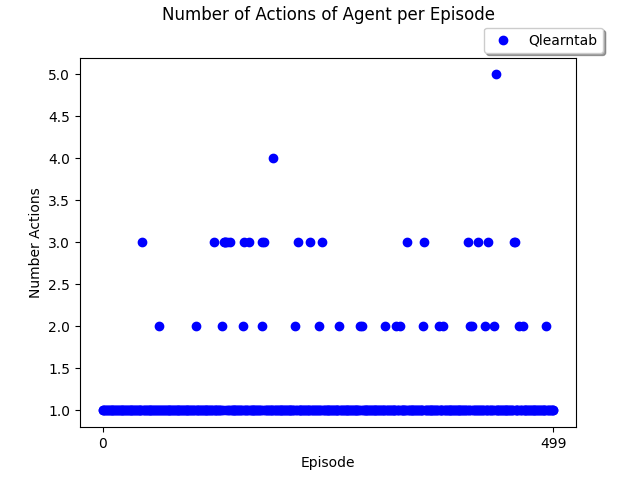 Number of Actions of Agent per Episode
Qlearntab
5.0
4.5
4.0
3.5
3.0
2.5
2.0
1.5
1.0
Number Actions
0
499
Episode